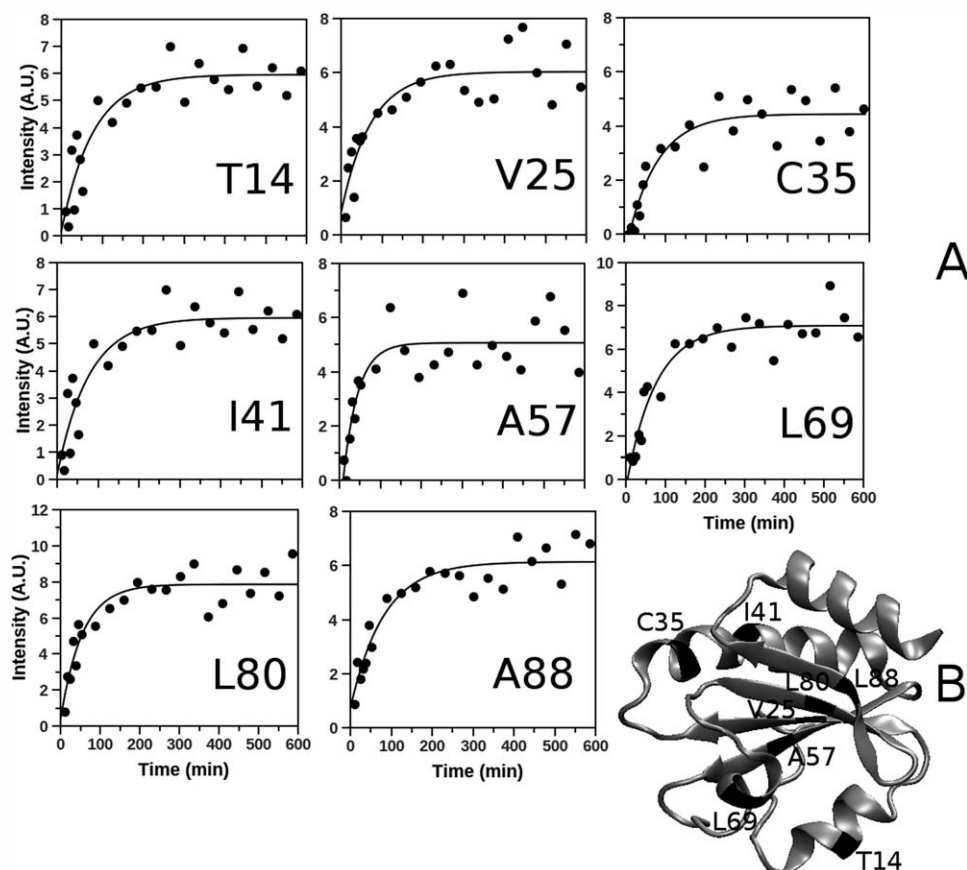 8 8 8
7 7
6 6 6
5
4 4 4
3
2 2 2
1
0 0 0
Intensity (A.U.)
T14
V25
C35
A
8 8 10
7
6 6 8
5 6
4 4
3 4
2 2
1 2
0 0 0
Intensity (A.U.)
I41
A57
L69
0 100 200 300 400 500 600
Time (min)
12 8
10
8 6
6 4
4
2 2
0 0
Intensity (A.U.)
L80
A88
0 100 200 300 400 500 600
0 100 200 300 400 500 600
Time (min)
Time (min)
C35
I41
L80
L88
V25
A57
L69
T14
B